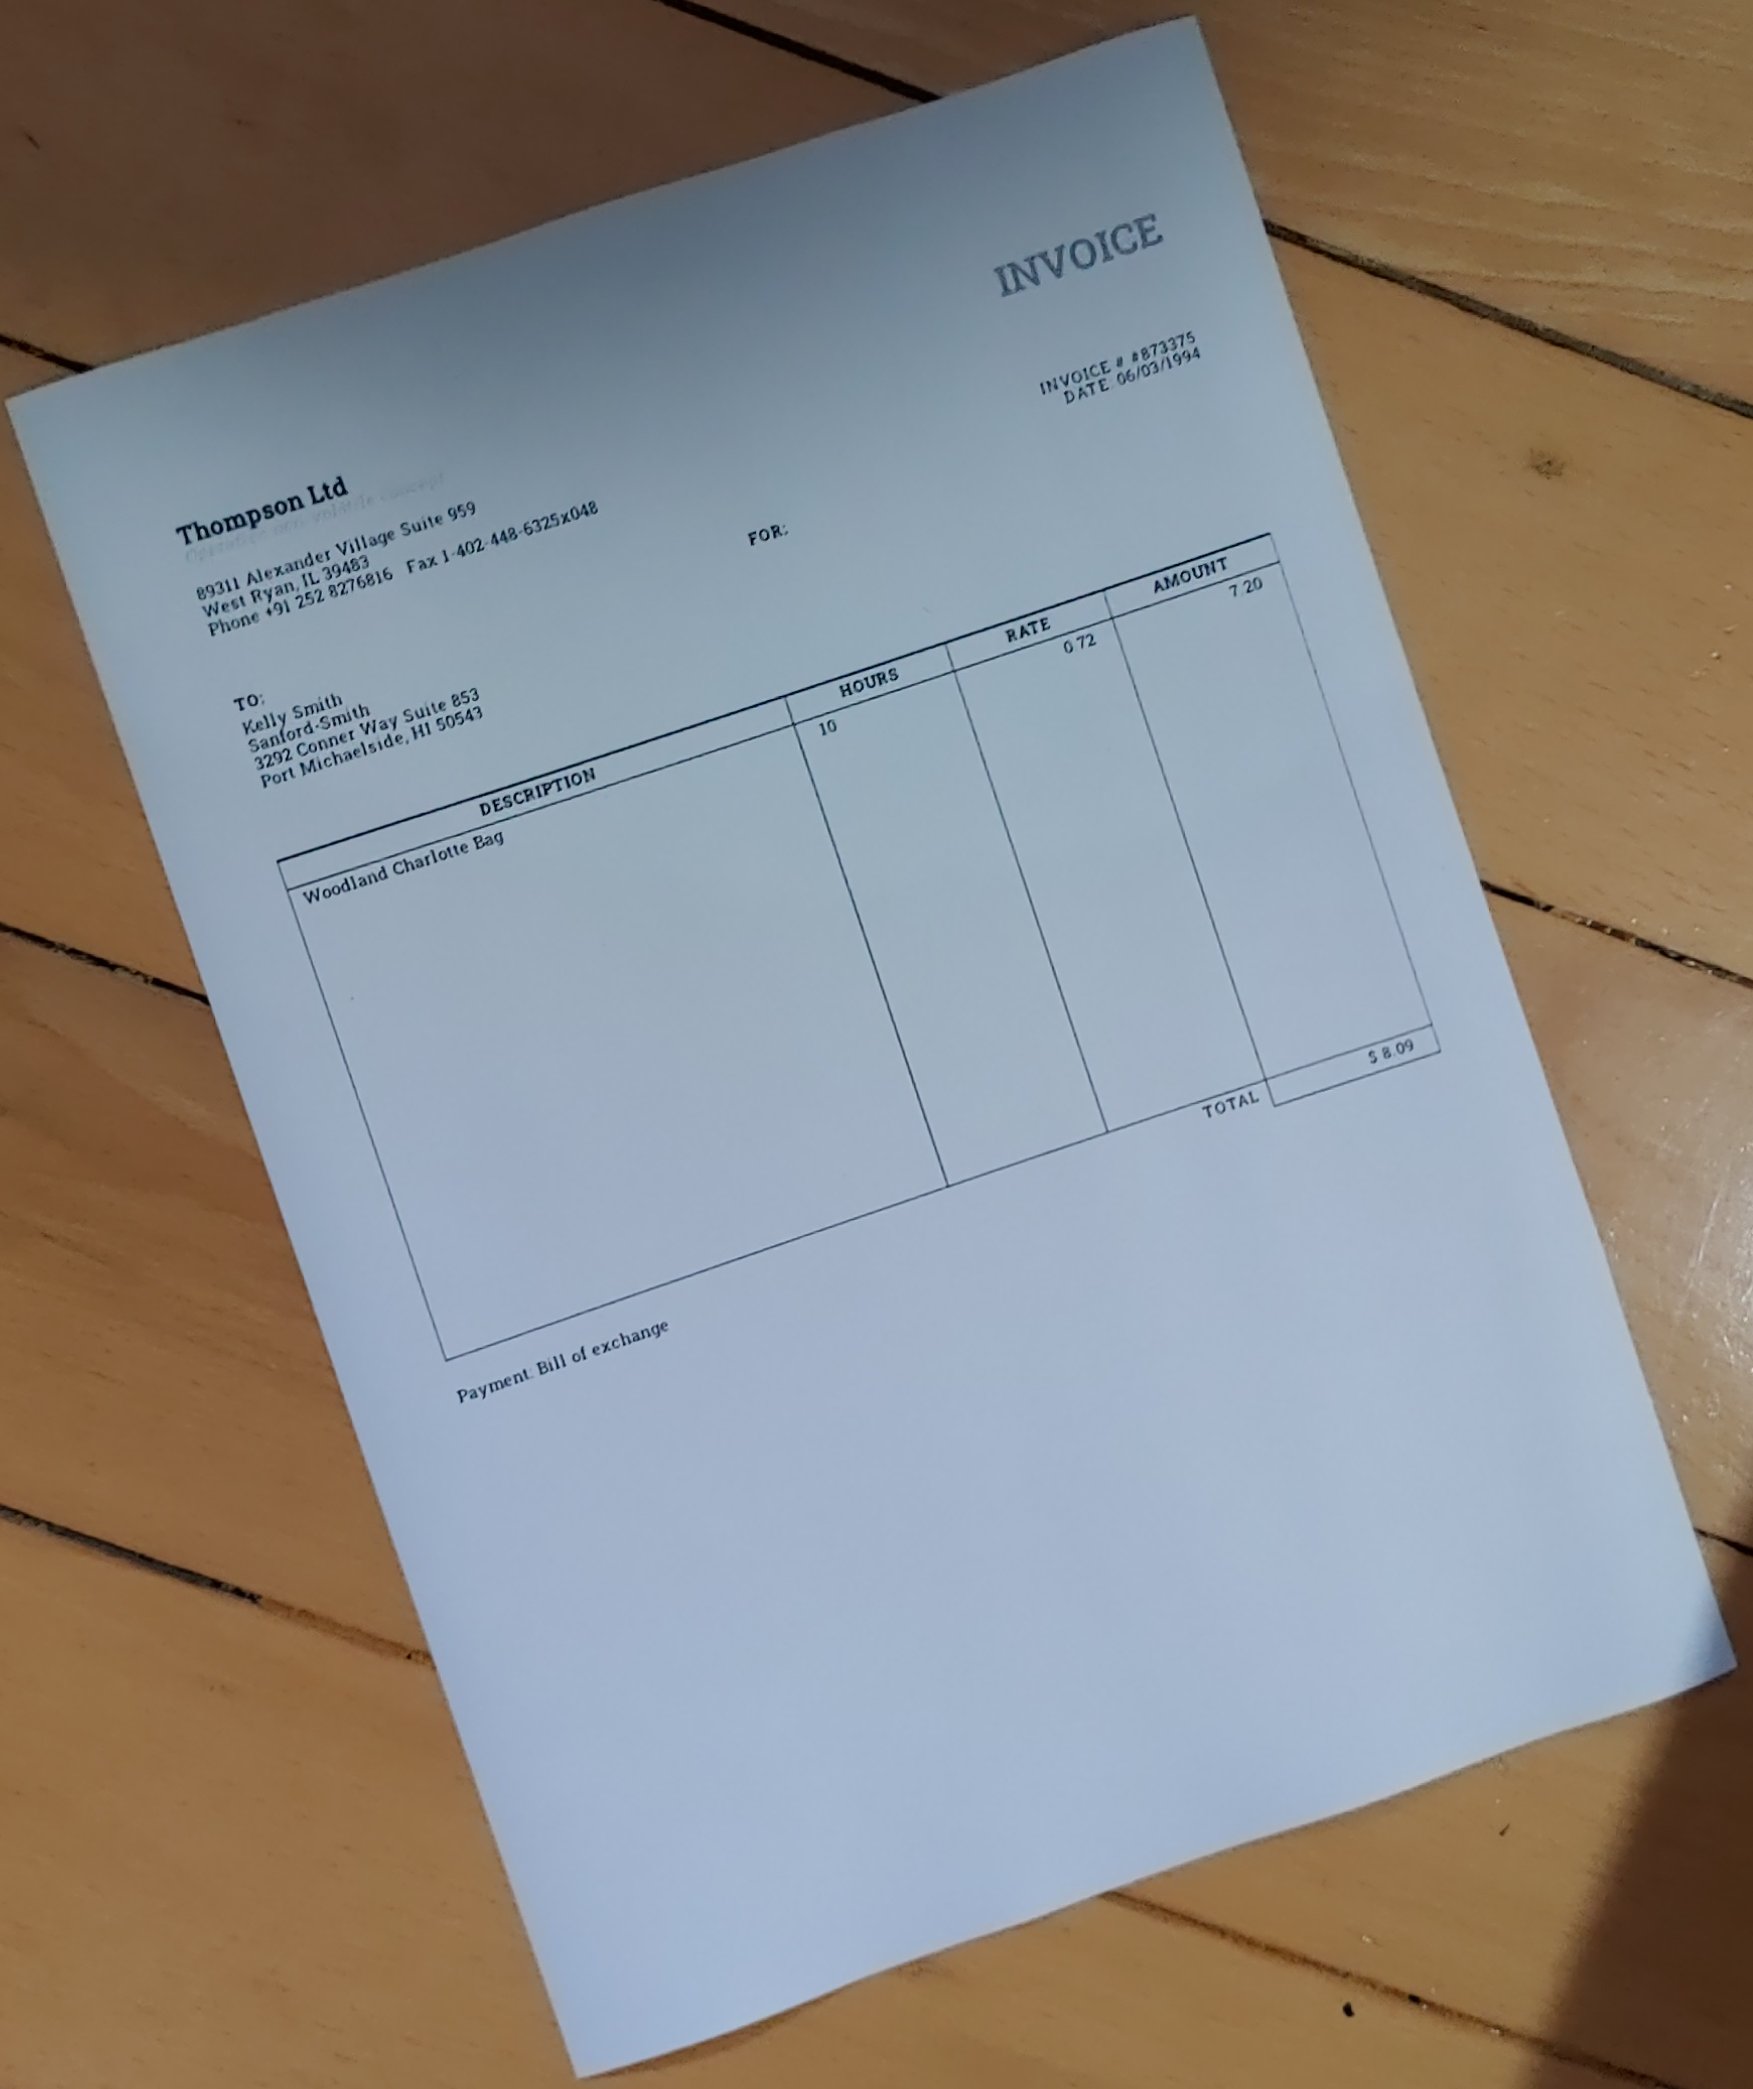 INVOICE
INVOICE # #873375
DATE: 06/03/1994
Thompson Ltd
Operative non-volatile concept
89311 Alexander Village Suite 959
West Ryan, IL 39483
Phone +91 252 8276816 Fax 1-402-448-6325x048
TO:
Kelly Smith
Sanford-Smith
3292 Conner Way Suite 853
Port Michaelside, HI 50543
FOR:
DESCRIPTION HOURS RATE AMOUNT
Woodland Charlotte Bag 10 0.72 7.20
TOTAL $ 8.09
Payment: Bill of exchange